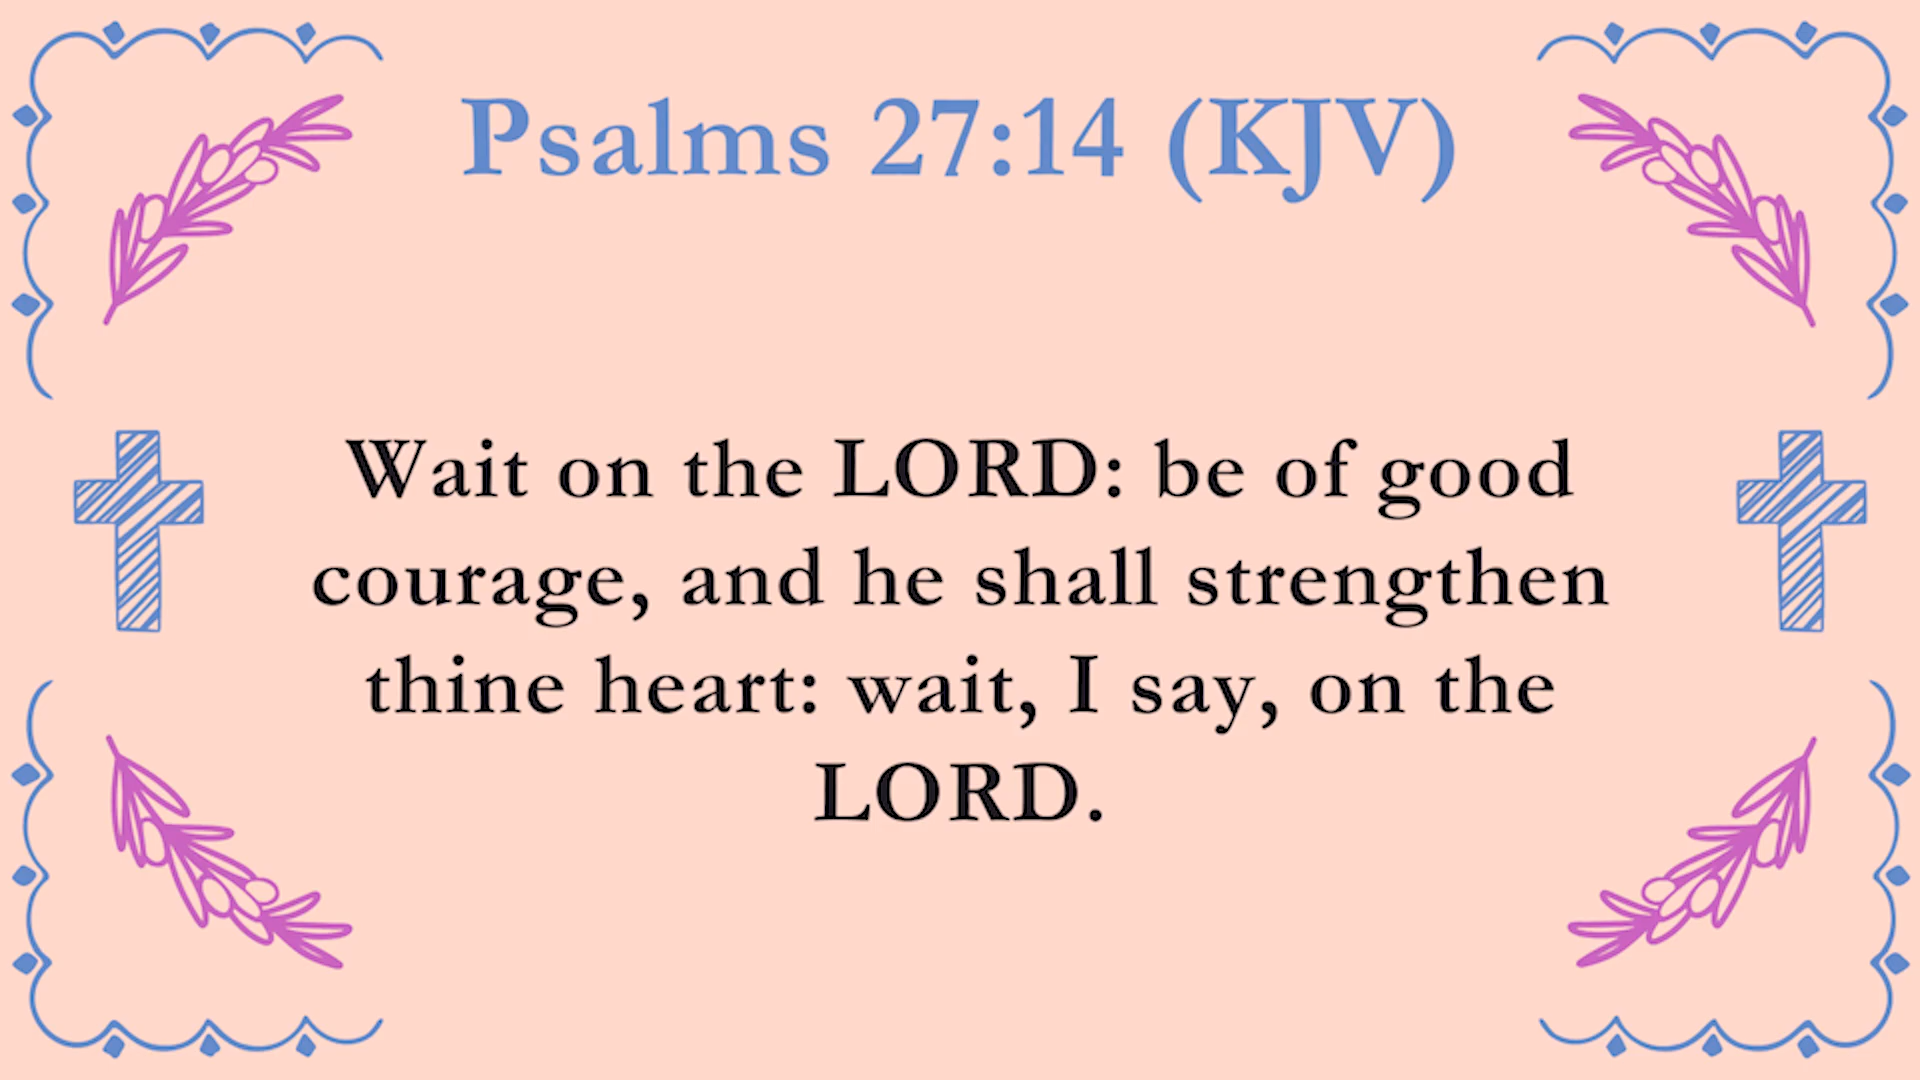 Psalms 27:14 (KJV)
Wait on the LORD: be of good
courage, and he shall strengthen
thine heart: wait, I say, on the
LORD.